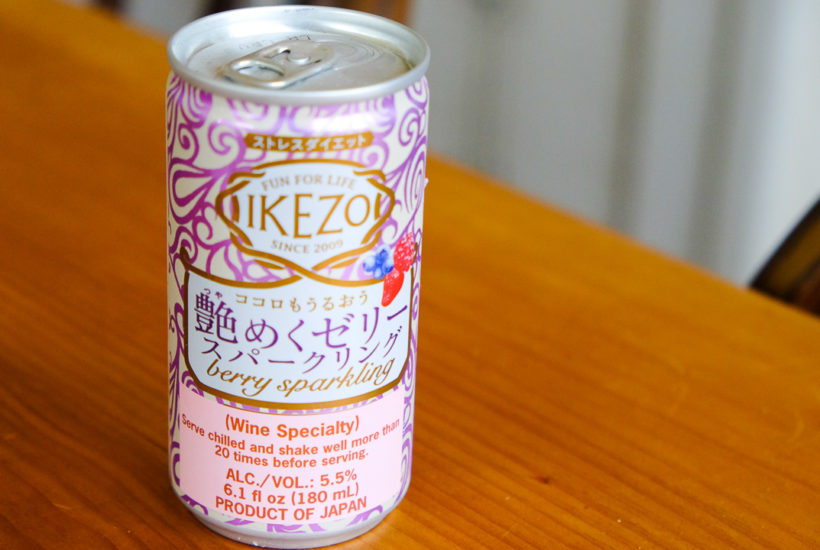 ストレスダイエット
FUN FOR LIFE
IKEZO
SINCE 2009
ココロもうるおう
つや
艶めくゼリー
スパークリング
berry sparkling
(Wine Specialty)
Serve chilled and shake well more than
20 times before serving.
ALC./VOL.: 5.5%
6.1 fl oz (180 mL)
PRODUCT OF JAPAN